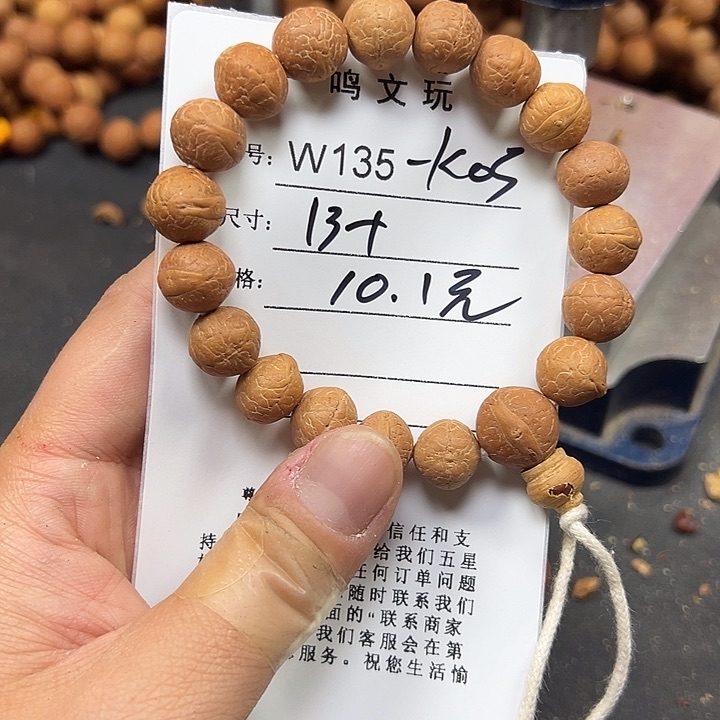 鸣文玩
号: W135-K05
尺寸: 13+
格: 10.1元
信任和支
持 给我们五星
任何订单问题
随时联系我们
面的“联系商家
我们客服会在第
服务。祝您生活愉